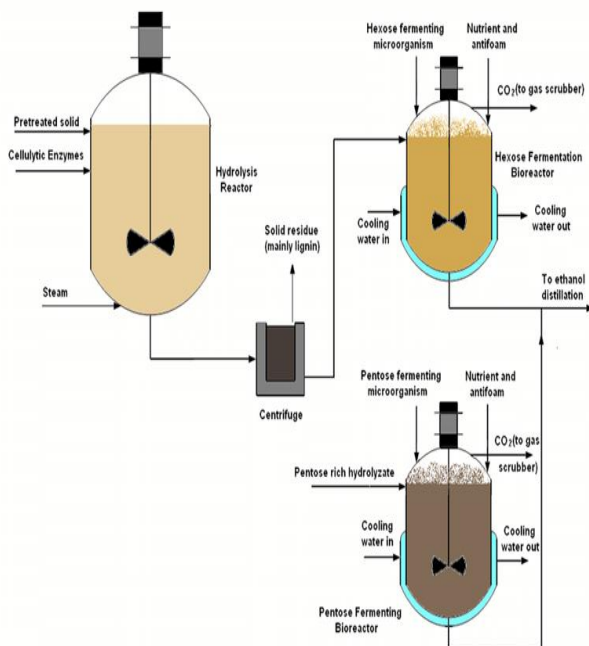 Pretreated solid
Cellulytic Enzymes
Steam
Hydrolysis
Reactor
Solid residue
(mainly lignin)
Centrifuge
Hexose fermenting
microorganism
Nutrient and
antifoam
CO2(to gas scrubber)
Hexose Fermentation
Bioreactor
Cooling
water in
Cooling
water out
To ethanol
distillation
Pentose fermenting
microorganism
Nutrient and
antifoam
CO2(to gas
scrubber)
Pentose rich hydrolyzate
Cooling
water in
Cooling
water out
Pentose Fermenting
Bioreactor